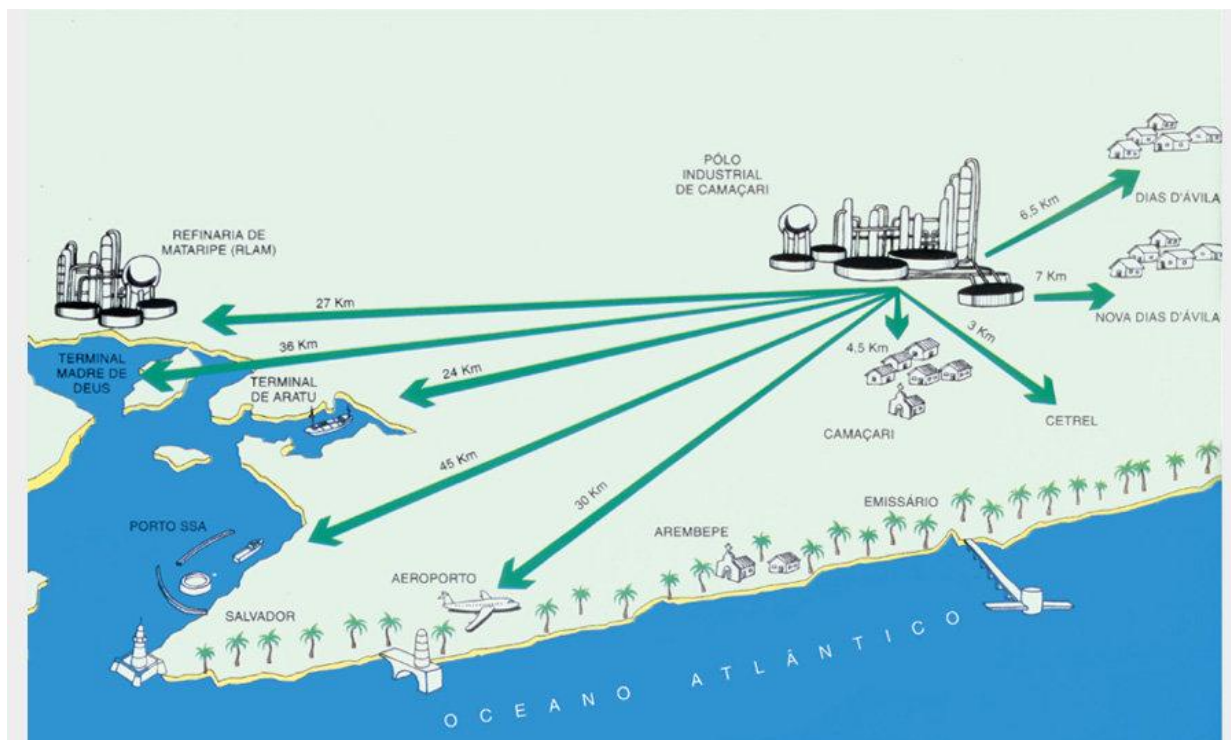 PÓLO
INDUSTRIAL
DE CAMAÇARI
6,5 Km
DIAS D'ÁVILA
REFINARIA DE
MATARIPE (RLAM)
7 Km
NOVA DIAS D'ÁVILA
27 Km
36 Km
24 Km
4,5 Km
3 Km
TERMINAL
MADRE DE
DEUS
TERMINAL
DE ARATU
CAMAÇARI
CETREL
45 Km
30 Km
EMISSÁRIO
PORTO SSA
AREMBEPE
AEROPORTO
SALVADOR
OCEANO ATLÂNTICO